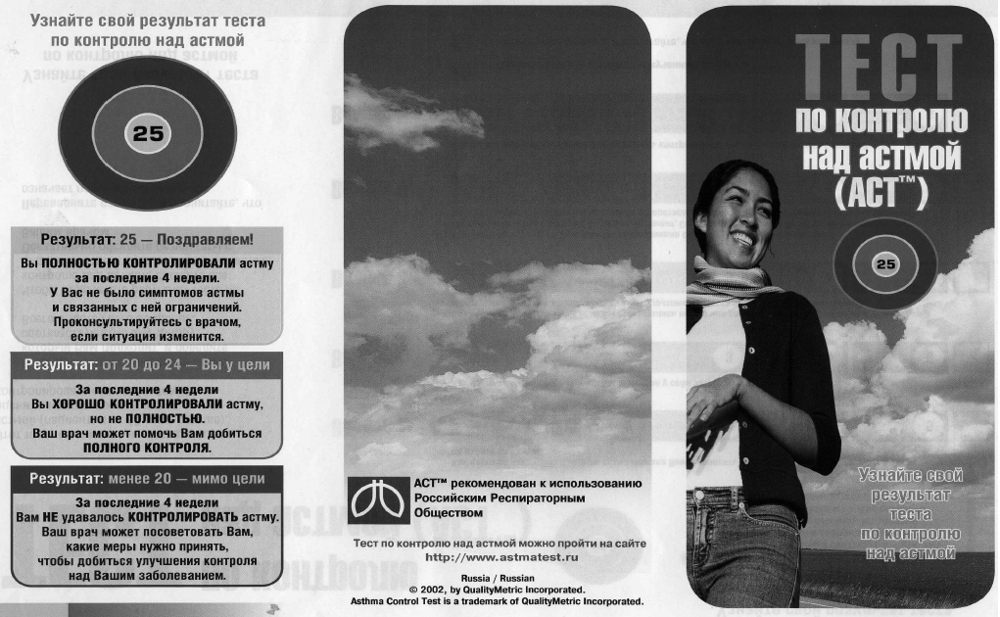 Узнайте свой результат теста
по контролю над астмой
25
Результат: 25 — Поздравляем!
Вы ПОЛНОСТЬЮ КОНТРОЛИРОВАЛИ астму
за последние 4 недели.
У Вас не было симптомов астмы
и связанных с ней ограничений.
Проконсультируйтесь с врачом,
если ситуация изменится.
Результат: от 20 до 24 — Вы у цели
За последние 4 недели
Вы ХОРОШО КОНТРОЛИРОВАЛИ астму,
но не ПОЛНОСТЬЮ.
Ваш врач может помочь Вам добиться
ПОЛНОГО КОНТРОЛЯ.
Результат: менее 20 — мимо цели
За последние 4 недели
Вам НЕ удавалось КОНТРОЛИРОВАТЬ астму.
Ваш врач может посоветовать Вам,
какие меры нужно принять,
чтобы добиться улучшения контроля
над Вашим заболеванием.
АСТ™ рекомендован к использованию
Российским Респираторным
Обществом
Тест по контролю над астмой можно пройти на сайте
http://www.astmatest.ru
Russia / Russian
© 2002, by QualityMetric Incorporated.
Asthma Control Test is a trademark of QualityMetric Incorporated.
ТЕСТ
по контролю
над астмой
(АСТ™)
25
Узнайте свой
результат
теста
по контролю
над астмой